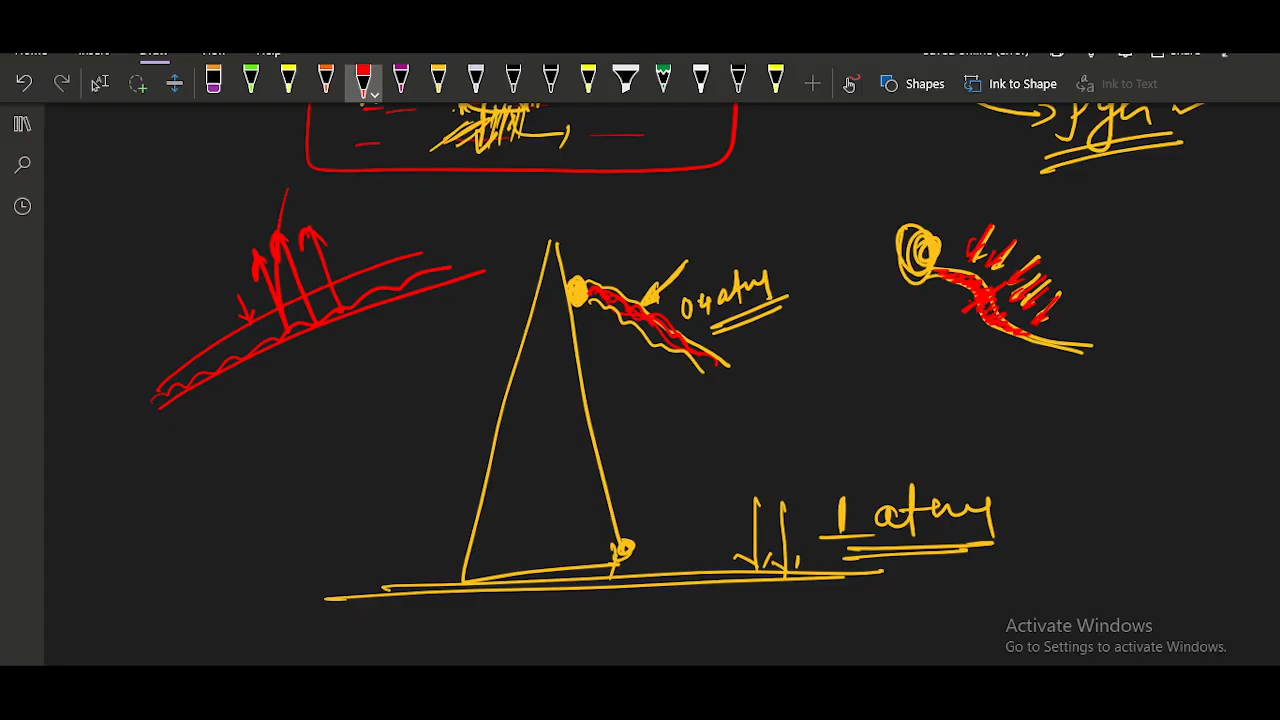 Shapes
Ink to Shape
Ink to Text
0.4 atm
1 atm
Activate Windows
Go to Settings to activate Windows.